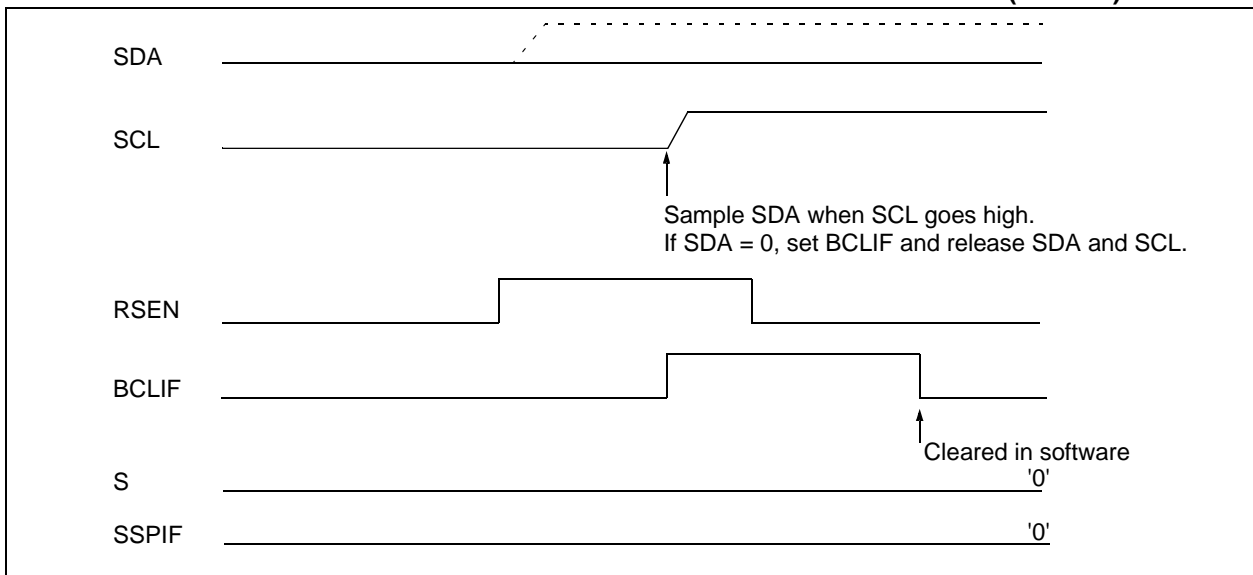 SDA
SCL
Sample SDA when SCL goes high.
If SDA = 0, set BCLIF and release SDA and SCL.
RSEN
BCLIF
Cleared in software
S '0'
SSPIF '0'